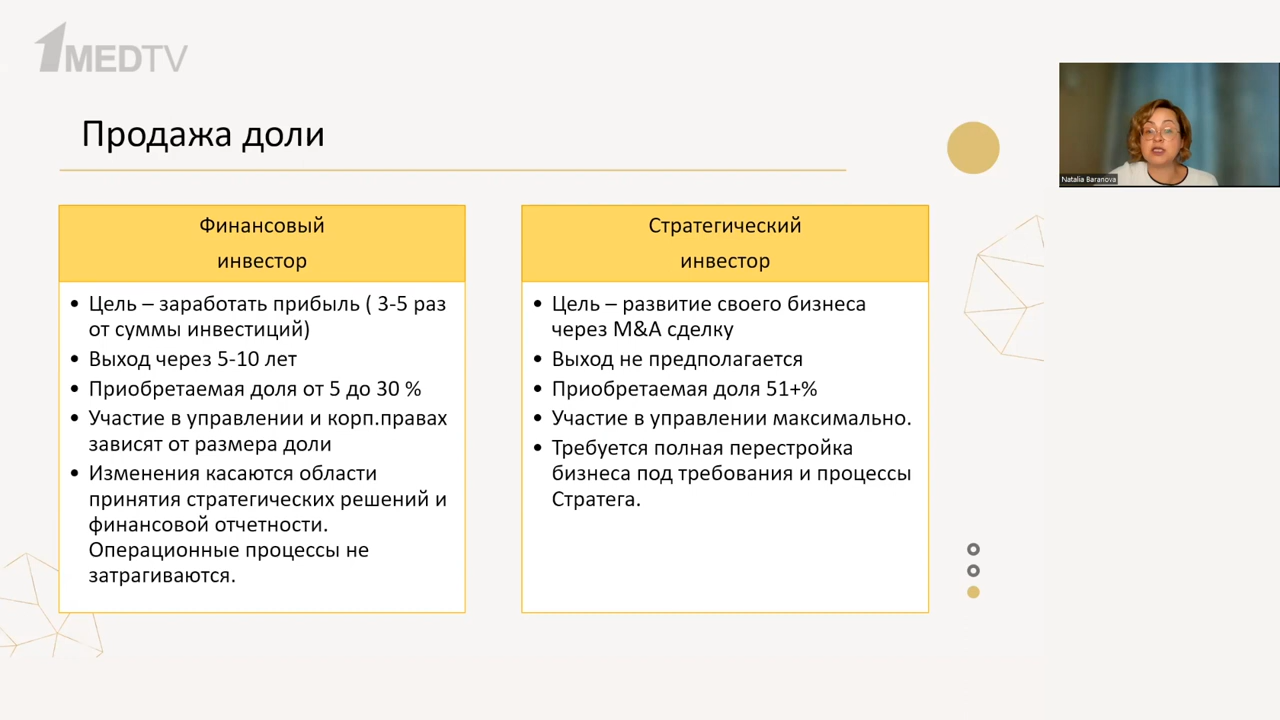 1MEDTV
Продажа доли
Финансовый
инвестор
• Цель – заработать прибыль ( 3-5 раз
от суммы инвестиций)
• Выход через 5-10 лет
• Приобретаемая доля от 5 до 30 %
• Участие в управлении и корп.правах
зависят от размера доли
• Изменения касаются области
принятия стратегических решений и
финансовой отчетности.
Операционные процессы не
затрагиваются.
Стратегический
инвестор
• Цель – развитие своего бизнеса
через M&A сделку
• Выход не предполагается
• Приобретаемая доля 51+%
• Участие в управлении максимально.
• Требуется полная перестройка
бизнеса под требования и процессы
Стратега.
Natalia Baranova